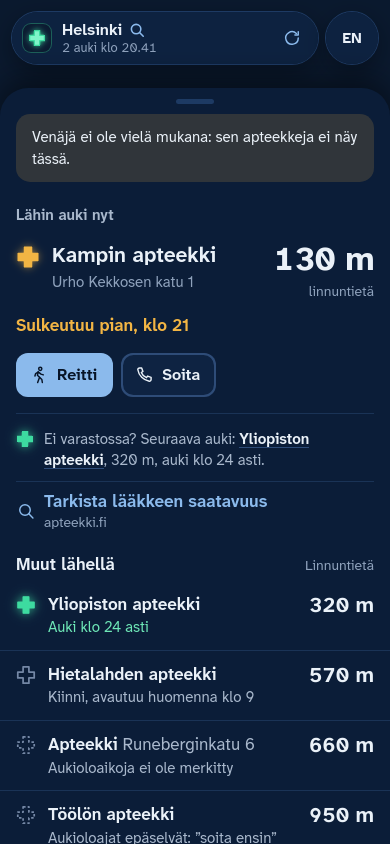 Helsinki
2 auki klo 20.41
EN
Venäjä ei ole vielä mukana: sen apteekkeja ei näy
tässä.
Lähin auki nyt
Kampin apteekki
130 m
Urho Kekkosen katu 1
linnuntietä
Sulkeutuu pian, klo 21
Reitti
Soita
Ei varastossa? Seuraava auki: Yliopiston
apteekki, 320 m, auki klo 24 asti.
Tarkista lääkkeen saatavuus
apteekki.fi
Muut lähellä
Linnuntietä
Yliopiston apteekki
320 m
Auki klo 24 asti
Hietalahden apteekki
570 m
Kiinni, avautuu huomenna klo 9
Apteekki Runeberginkatu 6
660 m
Aukioloaikoja ei ole merkitty
Töölön apteekki
950 m
Aukioloajat epäselvät: ”soita ensin”